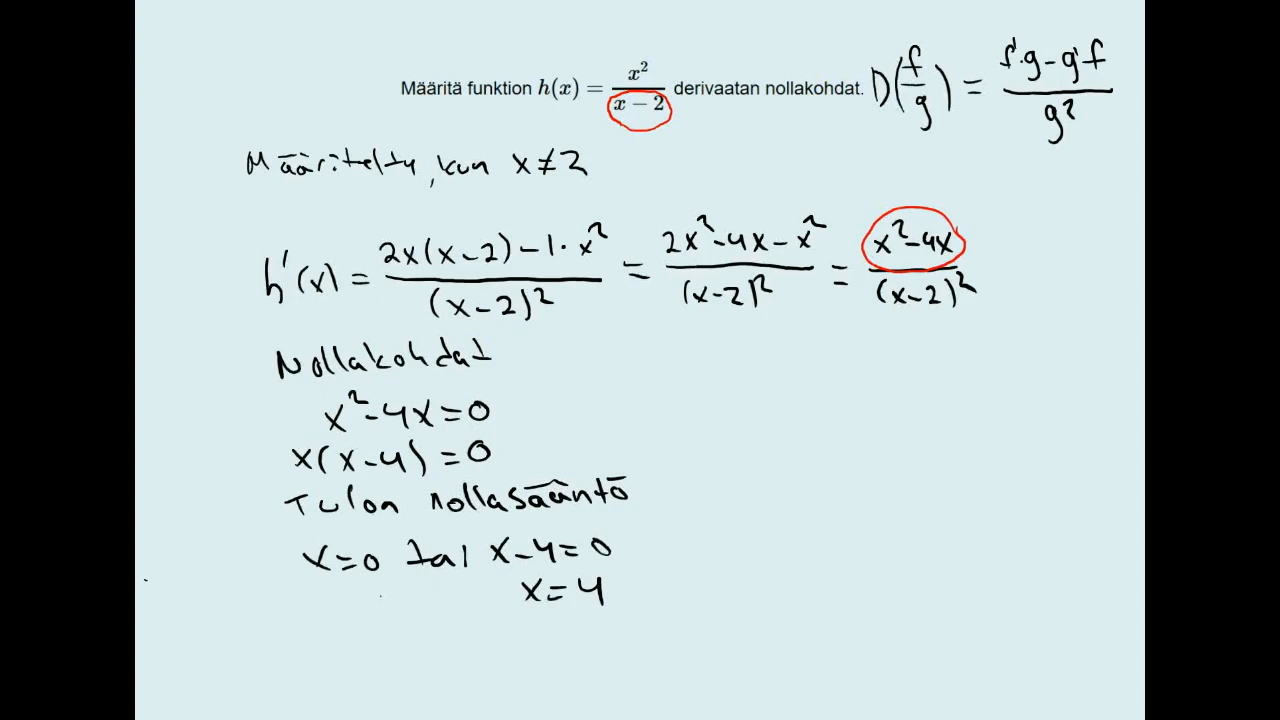 Määritä funktion h(x) = x²/(x − 2) derivaatan nollakohdat. D(f/g) = (f'·g − g'f)/g²
Määritelty, kun x ≠ 2
h'(x) = (2x(x−2) − 1·x²)/(x−2)² = (2x²−4x−x²)/(x−2)² = (x²−4x)/(x−2)²
Nollakohdat
x²−4x=0
x(x−4)=0
Tulon nollasääntö
x=0 tai x−4=0
x=4